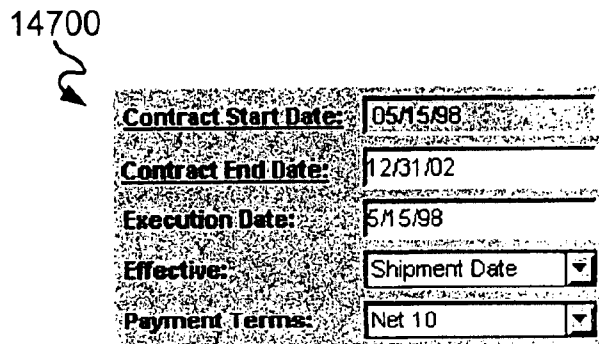 14700
Contract Start Date: 05/15/98
Contract End Date: 12/31/02
Execution Date: 5/15/98
Effective: Shipment Date
Payment Terms: Net 10